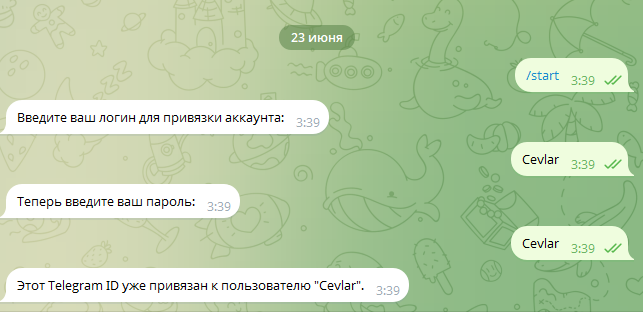 23 июня
/start 3:39
Введите ваш логин для привязки аккаунта: 3:39
Cevlar 3:39
Теперь введите ваш пароль: 3:39
Cevlar 3:39
Этот Telegram ID уже привязан к пользователю "Cevlar". 3:39